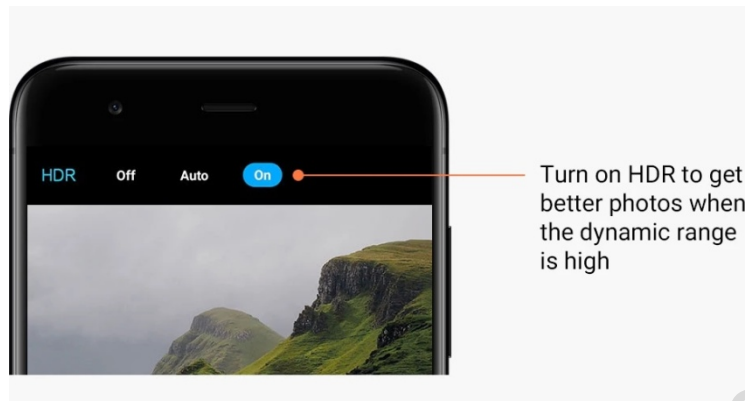 HDR Off Auto On
Turn on HDR to get
better photos when
the dynamic range
is high